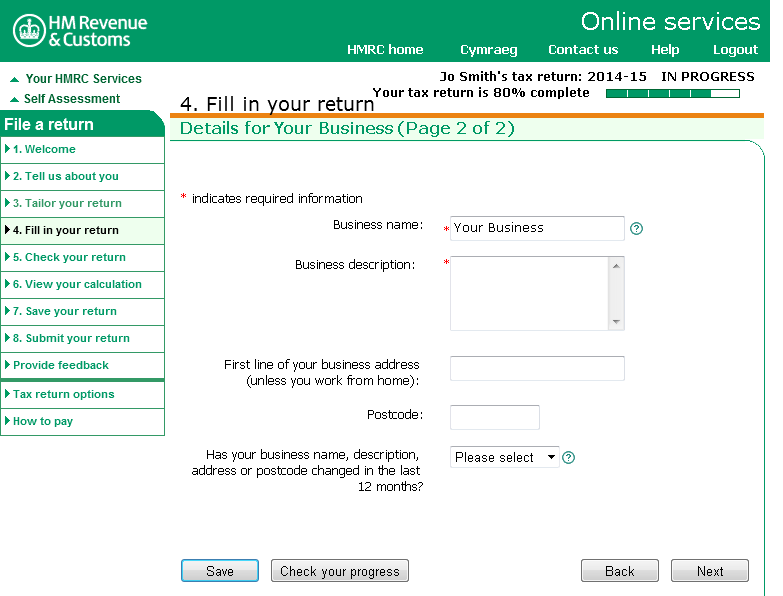 HM Revenue
& Customs
Online services
HMRC home Cymraeg Contact us Help Logout
Your HMRC Services
Self Assessment
Jo Smith's tax return: 2014-15 IN PROGRESS
Your tax return is 80% complete
File a return
1. Welcome
2. Tell us about you
3. Tailor your return
4. Fill in your return
5. Check your return
6. View your calculation
7. Save your return
8. Submit your return
Provide feedback
Tax return options
How to pay
4. Fill in your return
Details for Your Business (Page 2 of 2)
* indicates required information
Business name: * Your Business ?
Business description: *
First line of your business address
(unless you work from home):
Postcode:
Has your business name, description,
address or postcode changed in the last
12 months?
Please select ?
Save Check your progress Back Next